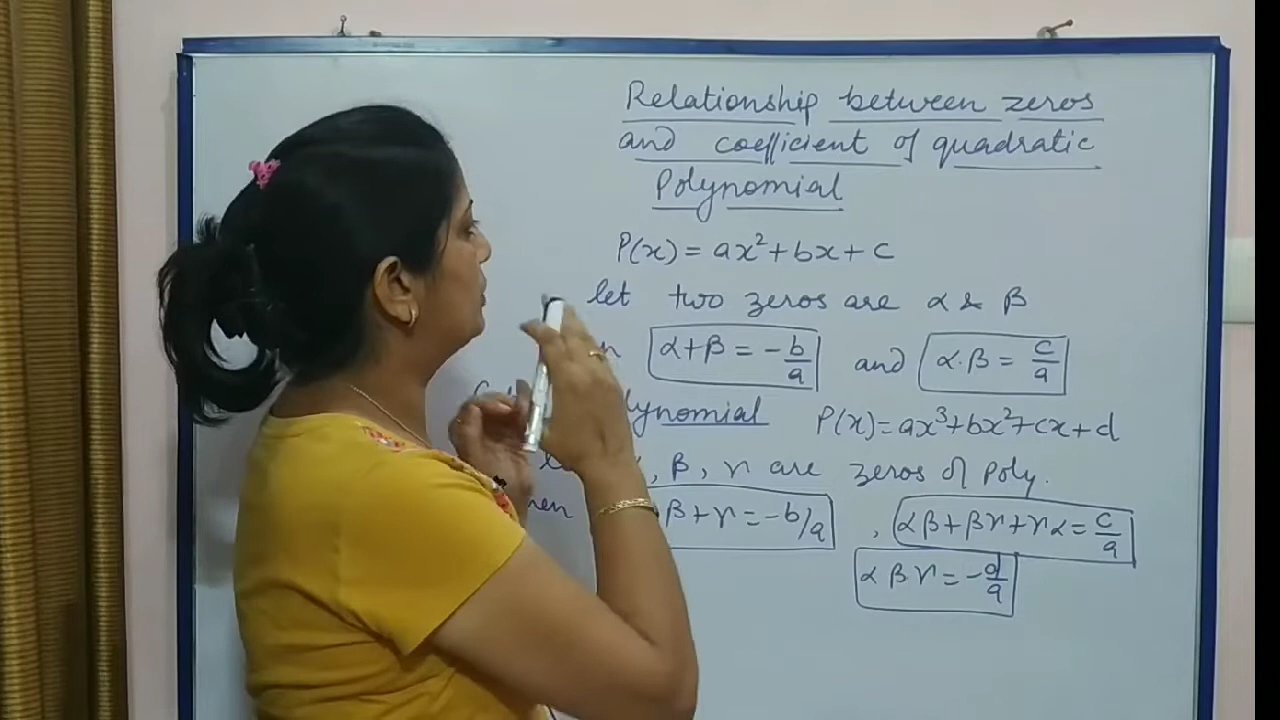 Relationship between zeros
and coefficient of quadratic
Polynomial
P(x) = ax²+bx+c
let two zeros are α & β
α+β = -b/a and α.β = c/a
P(x)=ax³+bx²+cx+d
, β, γ are zeros of poly.
β+γ=-b/a , αβ+βγ+γα=c/a
αβγ=-d/a